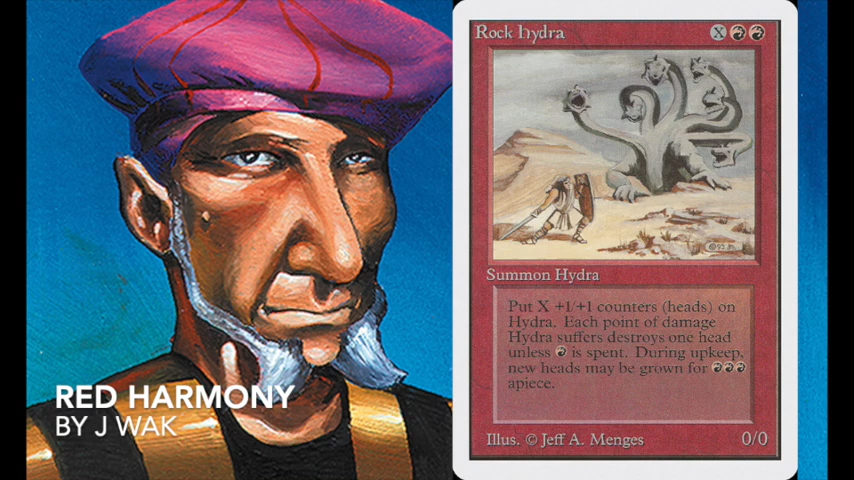 RED HARMONY
BY J WAK
Rock Hydra
X
Summon Hydra
Put X +1/+1 counters (heads) on
Hydra. Each point of damage
Hydra suffers destroys one head
unless is spent. During upkeep,
new heads may be grown for
apiece.
Illus. © Jeff A. Menges
0/0